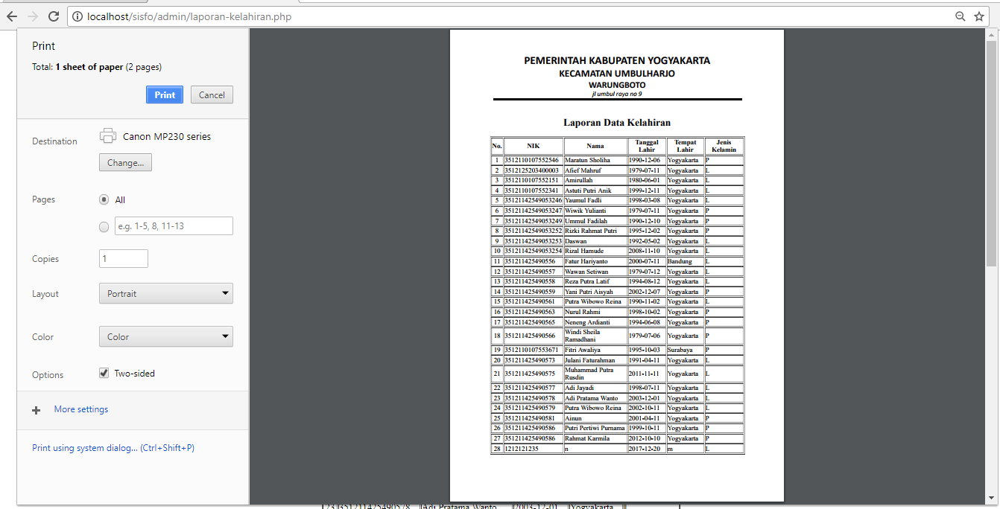 localhost/sisfo/admin/laporan-kelahiran.php
Print
Total: 1 sheet of paper (2 pages)
Print Cancel
Destination Canon MP230 series
Change...
Pages All
e.g. 1-5, 8, 11-13
Copies 1
Layout Portrait
Color Color
Options Two-sided
More settings
Print using system dialog... (Ctrl+Shift+P)
PEMERINTAH KABUPATEN YOGYAKARTA
KECAMATAN UMBULHARJO
WARUNGBOTO
jl umbul raya no 9
Laporan Data Kelahiran
No. NIK Nama Tanggal Lahir Tempat Lahir Jenis Kelamin
1 3512110107552546 Maratun Sholiha 1990-12-06 Yogyakarta P
2 3512125203400003 Afief Mahruf 1979-07-11 Yogyakarta L
3 3512110107552151 Amirullah 1980-06-01 Yogyakarta L
4 3512110107552341 Astuti Putri Anik 1999-12-11 Yogyakarta L
5 35121142549053246 Yaumul Fadli 1998-03-08 Yogyakarta L
6 35121142549053247 Wiwik Yulianti 1979-07-11 Yogyakarta P
7 35121142549053249 Ummul Fadilah 1990-12-10 Yogyakarta P
8 35121142549053252 Rizki Rahmat Putri 1995-12-02 Yogyakarta P
9 35121142549053253 Daswan 1992-05-02 Yogyakarta L
10 35121142549053254 Rizal Hamude 2008-11-10 Yogyakarta L
11 351211425490556 Fatur Hariyanto 2000-07-11 Bandung L
12 351211425490557 Wawan Setiwan 1979-07-12 Yogyakarta L
13 351211425490558 Reza Putra Latif 1994-08-12 Yogyakarta L
14 351211425490559 Yani Putri Aisyah 2002-12-07 Yogyakarta P
15 351211425490561 Putra Wibowo Reina 1990-11-02 Yogyakarta L
16 351211425490563 Nurul Rahmi 1998-10-02 Yogyakarta P
17 351211425490565 Neneng Ardianti 1994-06-08 Yogyakarta P
18 351211425490566 Windi Sheila Ramadhani 1979-07-06 Yogyakarta P
19 3512110107553671 Fitri Awaliya 1995-10-03 Surabaya P
20 351211425490573 Julani Faturahman 1991-04-11 Yogyakarta L
21 351211425490575 Muhammad Putra Rusdin 2011-11-11 Yogyakarta L
22 351211425490577 Adi Jayadi 1998-07-11 Yogyakarta L
23 351211425490578 Adi Pratama Wanto 2003-12-01 Yogyakarta L
24 351211425490579 Putra Wibowo Reina 2002-10-11 Yogyakarta L
25 351211425490581 Ainun 2001-04-11 Yogyakarta P
26 351211425490586 Putri Pertiwi Purnama 1999-10-11 Yogyakarta P
27 351211425490586 Rahmat Karmila 2012-10-10 Yogyakarta P
28 1212121235 n 2017-12-20 m L
23 351211425490578 Adi Pratama Wanto 2003-12-01 Yogyakarta